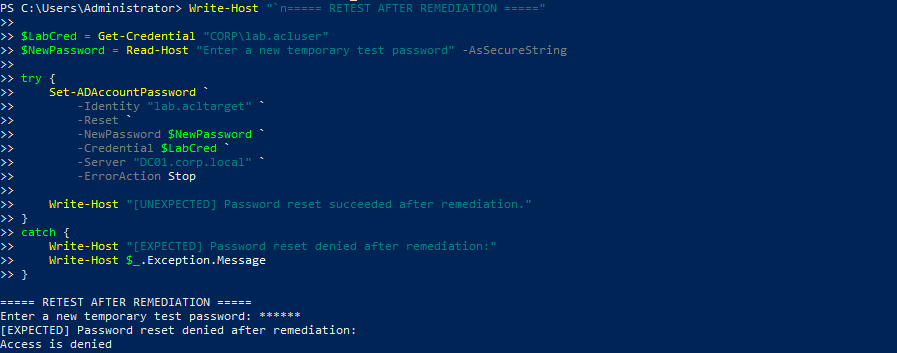 PS C:\Users\Administrator> Write-Host "`n===== RETEST AFTER REMEDIATION ====="
>>
>> $LabCred = Get-Credential "CORP\lab.acluser"
>> $NewPassword = Read-Host "Enter a new temporary test password" -AsSecureString
>>
>> try {
>>     Set-ADAccountPassword `
>>         -Identity "lab.acltarget" `
>>         -Reset `
>>         -NewPassword $NewPassword `
>>         -Credential $LabCred `
>>         -Server "DC01.corp.local" `
>>         -ErrorAction Stop
>>
>>     Write-Host "[UNEXPECTED] Password reset succeeded after remediation."
>> }
>> catch {
>>     Write-Host "[EXPECTED] Password reset denied after remediation:"
>>     Write-Host $_.Exception.Message
>> }

===== RETEST AFTER REMEDIATION =====
Enter a new temporary test password: ******
[EXPECTED] Password reset denied after remediation:
Access is denied